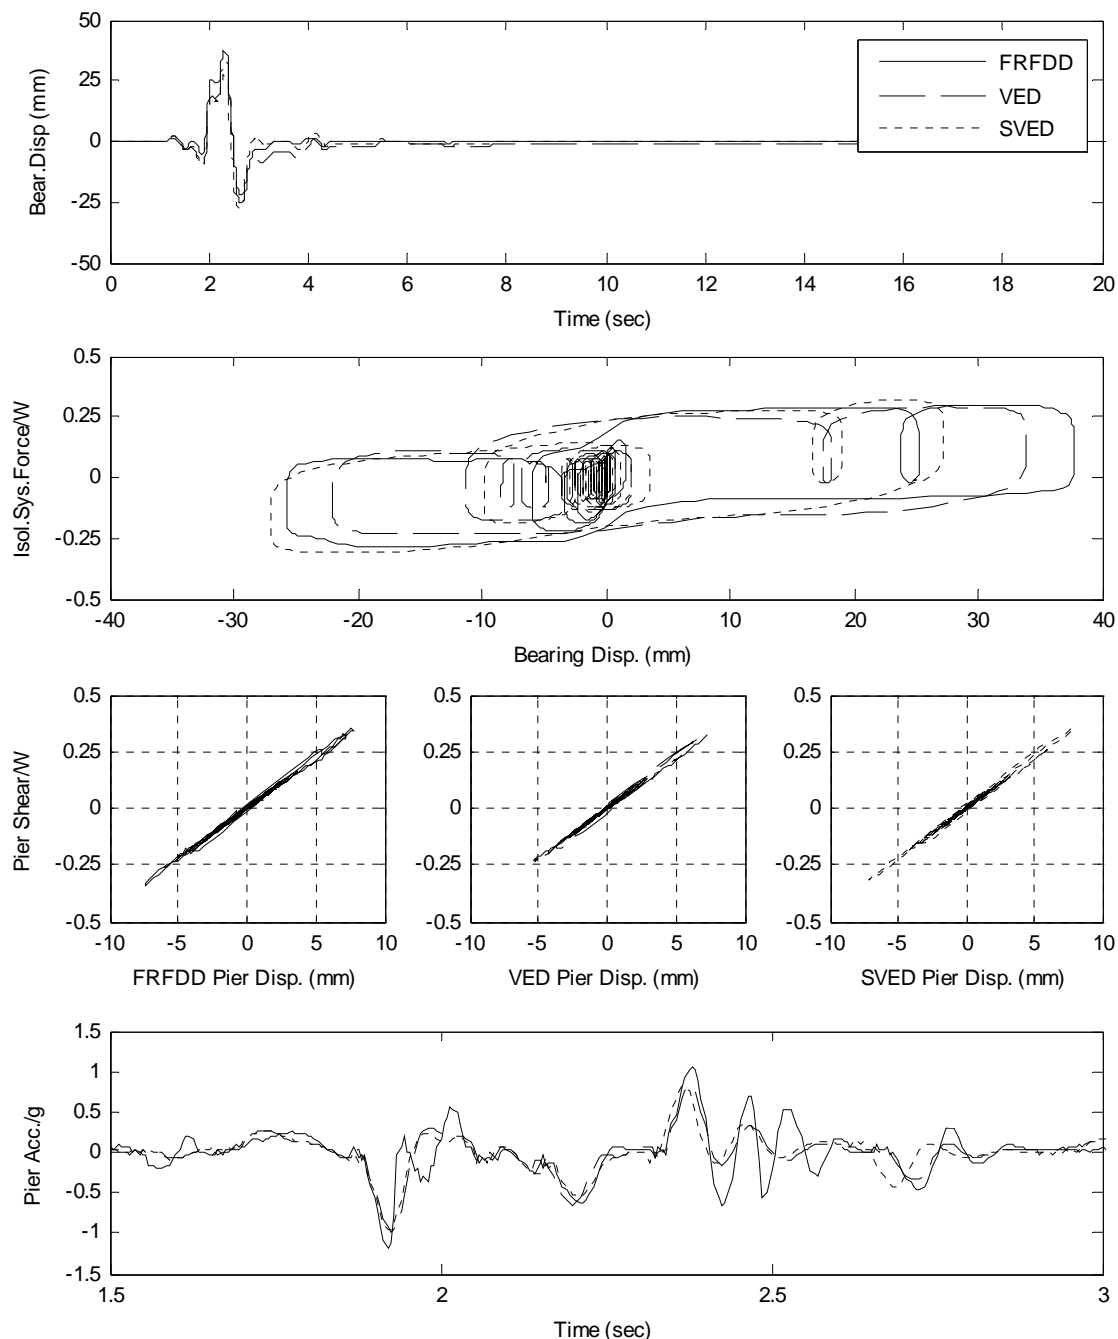 50
25
0
-25
-50
Bear.Disp (mm)
FRFDD
VED
SVED
0 2 4 6 8 10 12 14 16 18 20
Time (sec)
0.5
0.25
0
-0.25
-0.5
Isol.Sys.Force/W
-40 -30 -20 -10 0 10 20 30 40
Bearing Disp. (mm)
0.5
0.25
0
-0.25
-0.5
Pier Shear/W
-10 -5 0 5 10
FRFDD Pier Disp. (mm)
0.5
0.25
0
-0.25
-0.5
-10 -5 0 5 10
VED Pier Disp. (mm)
0.5
0.25
0
-0.25
-0.5
-10 -5 0 5 10
SVED Pier Disp. (mm)
1.5
1
0.5
0
-0.5
-1
-1.5
Pier Acc./g
1.5 2 2.5 3
Time (sec)